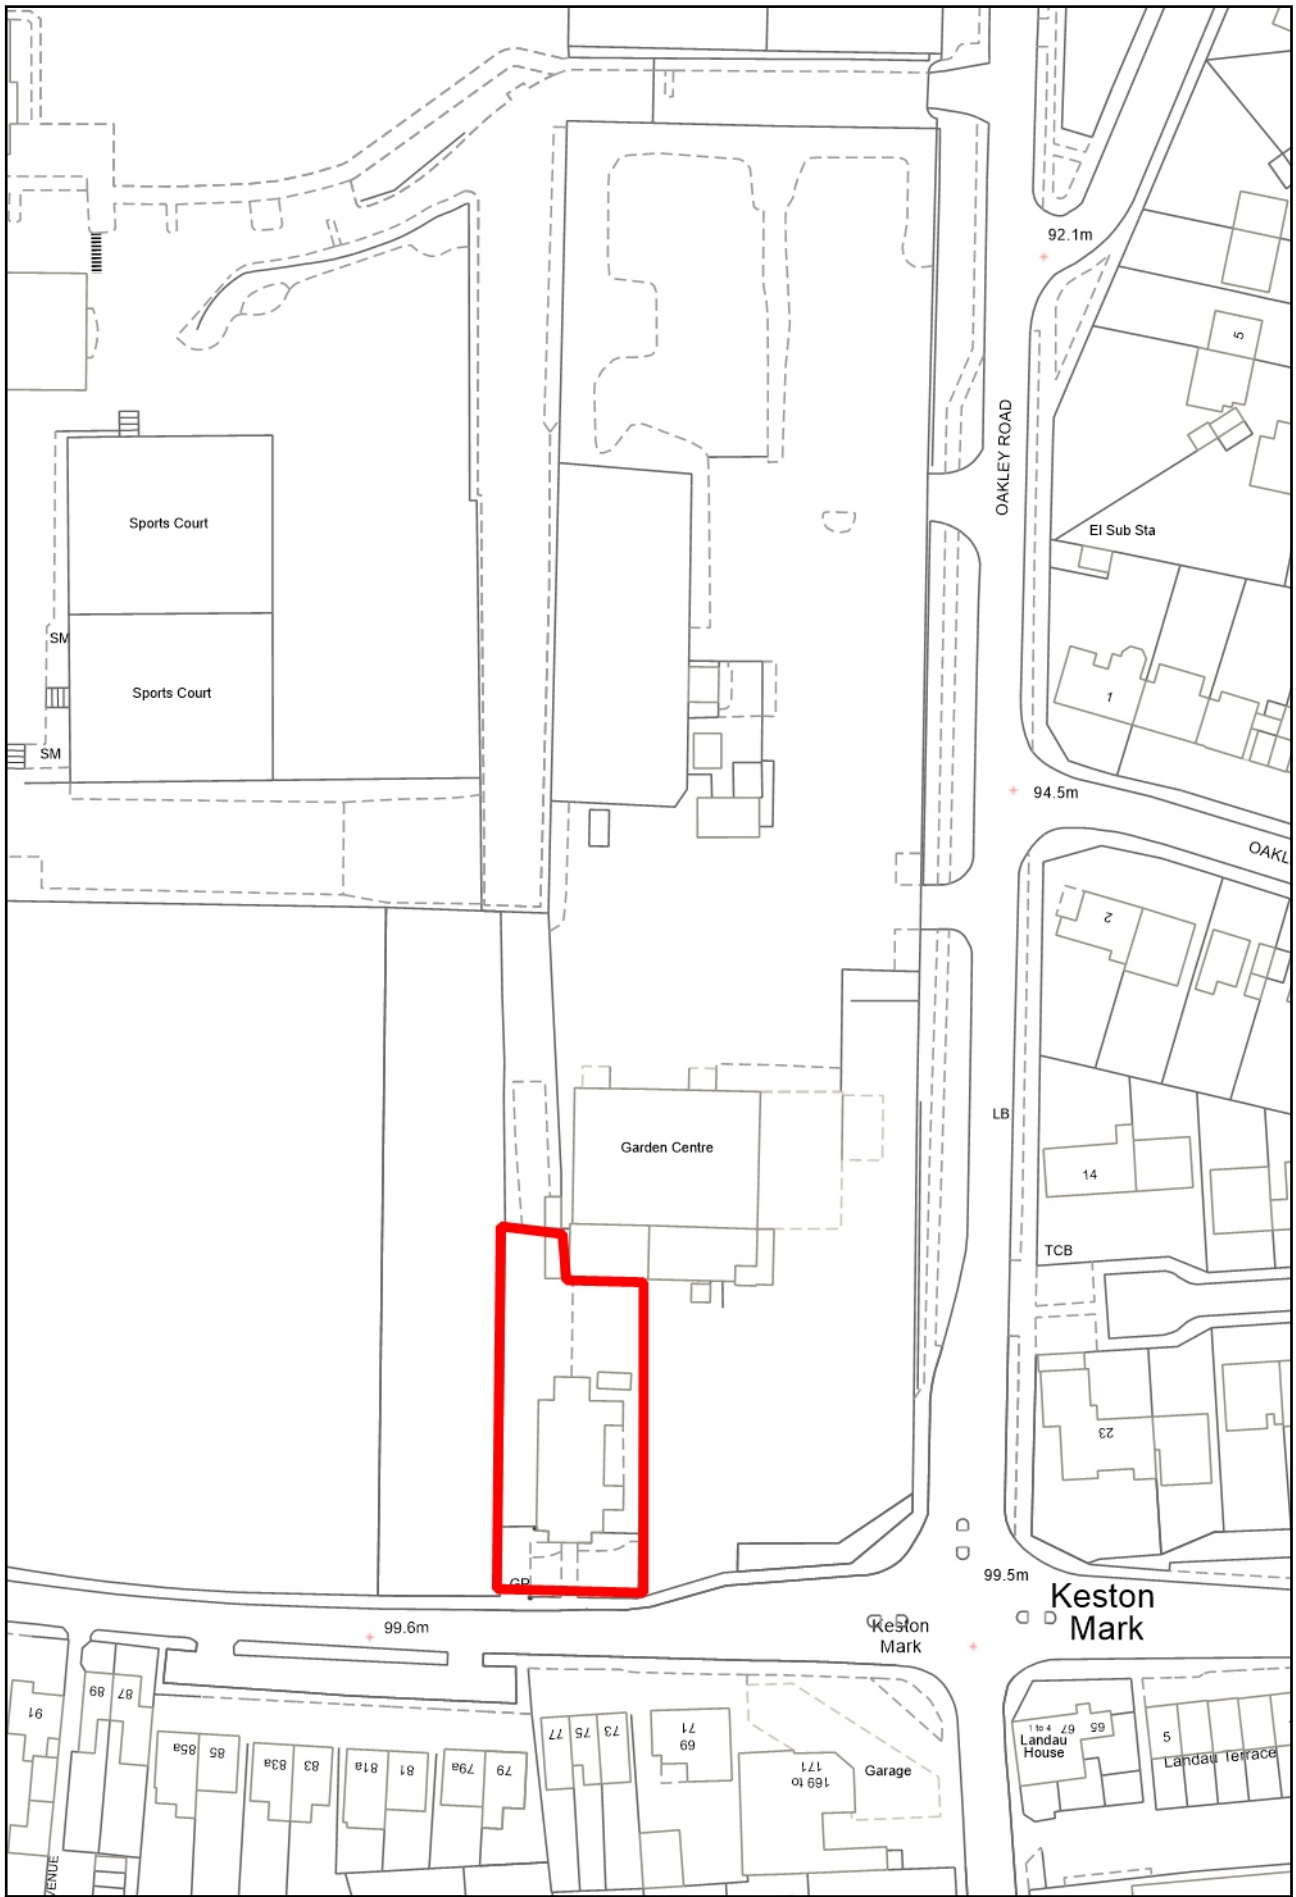 92.1m
5
OAKLEY ROAD
Sports Court
El Sub Sta
SM
Sports Court
1
SM
94.5m
OAKL
2
LB
Garden Centre
14
TCB
23
GP
99.5m
Keston
Mark
99.6m
Keston
Mark
91
89
87
85a
85
83a
83
81a
81
79a
79
77
75
73
71
69
169 to
171
Garage
1 to 4
67
65
Landau
House
5
Landau Terrace
VENUE